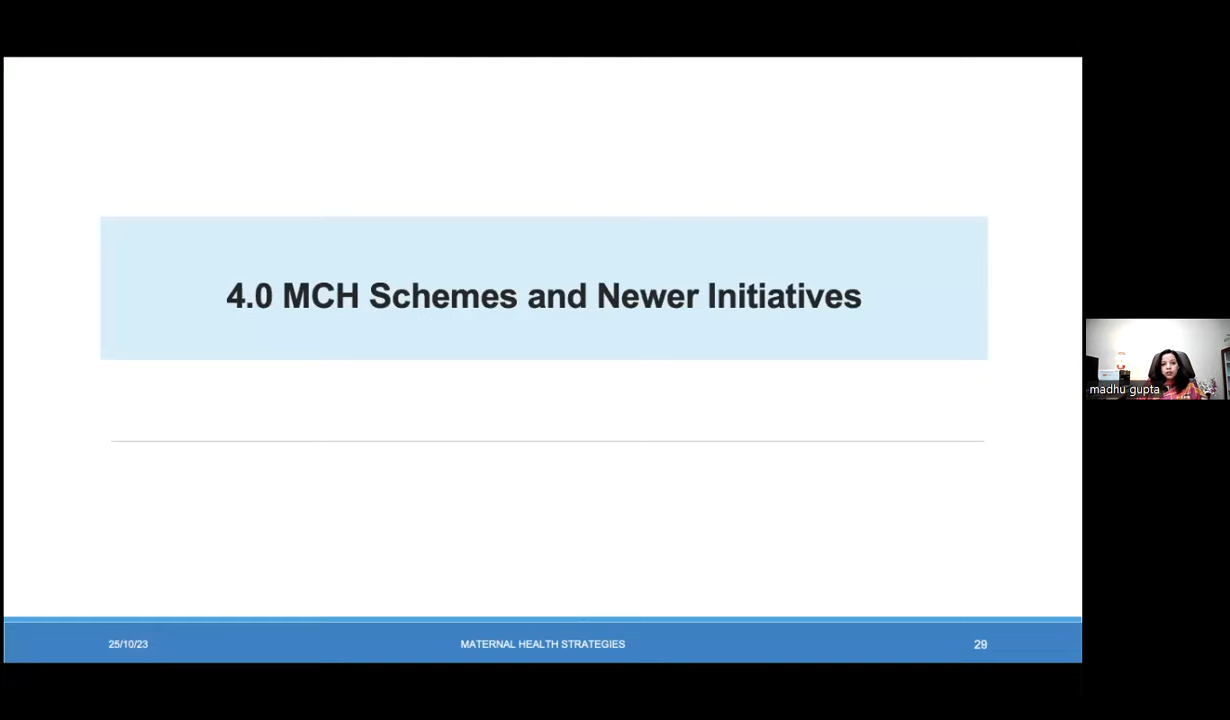 4.0 MCH Schemes and Newer Initiatives
madhu gupta
25/10/23
MATERNAL HEALTH STRATEGIES
29